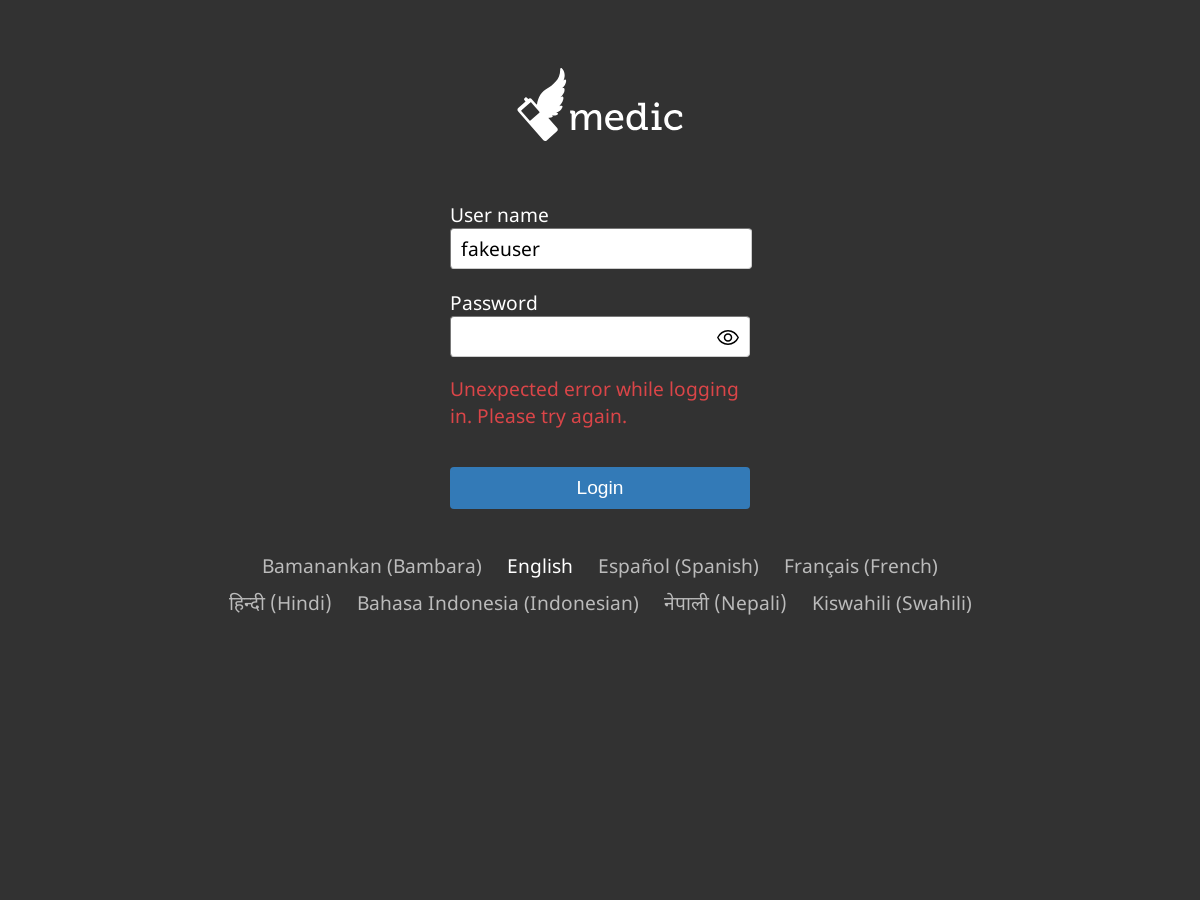 medic
User name
fakeuser
Password
Unexpected error while logging
in. Please try again.
Login
Bamanankan (Bambara) English Español (Spanish) Français (French)
हिन्दी (Hindi) Bahasa Indonesia (Indonesian) नेपाली (Nepali) Kiswahili (Swahili)